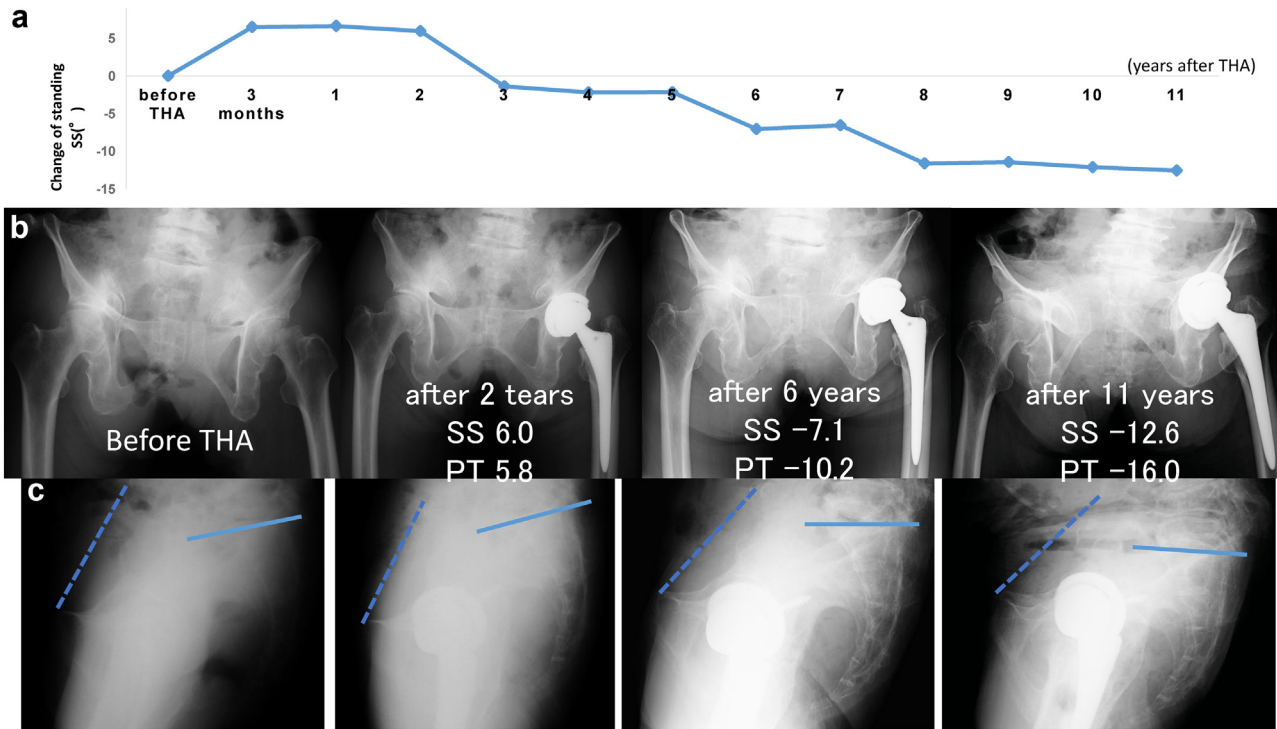 a
5
0
-5
-10
-15
Change of standing
SS(° )
(years after THA)
before
THA
3
months
1
2
3
4
5
6
7
8
9
10
11
b
Before THA
after 2 tears
SS 6.0
PT 5.8
after 6 years
SS −7.1
PT −10.2
after 11 years
SS −12.6
PT −16.0
c